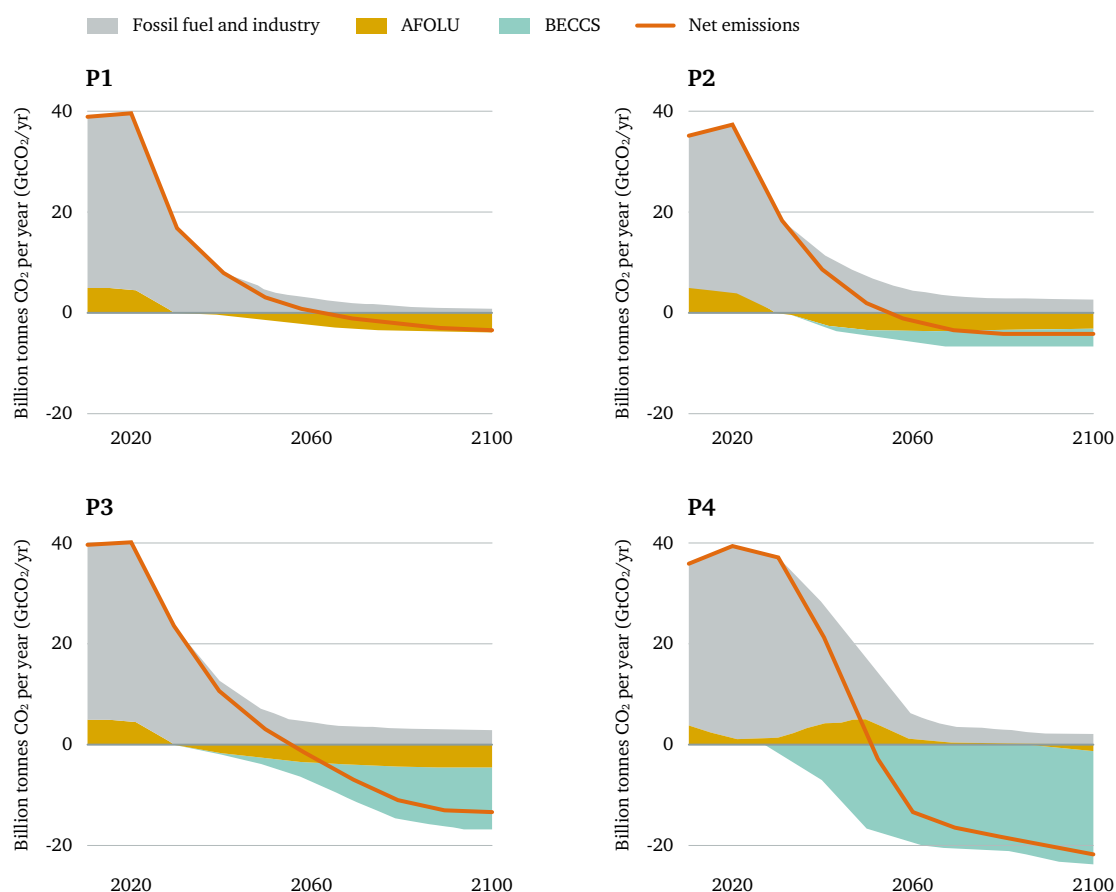 Fossil fuel and industry AFOLU BECCS Net emissions
P1
Billion tonnes CO₂ per year (GtCO₂/yr)
40
20
0
-20
2020 2060 2100
P2
Billion tonnes CO₂ per year (GtCO₂/yr)
40
20
0
-20
2020 2060 2100
P3
Billion tonnes CO₂ per year (GtCO₂/yr)
40
20
0
-20
2020 2060 2100
P4
Billion tonnes CO₂ per year (GtCO₂/yr)
40
20
0
-20
2020 2060 2100